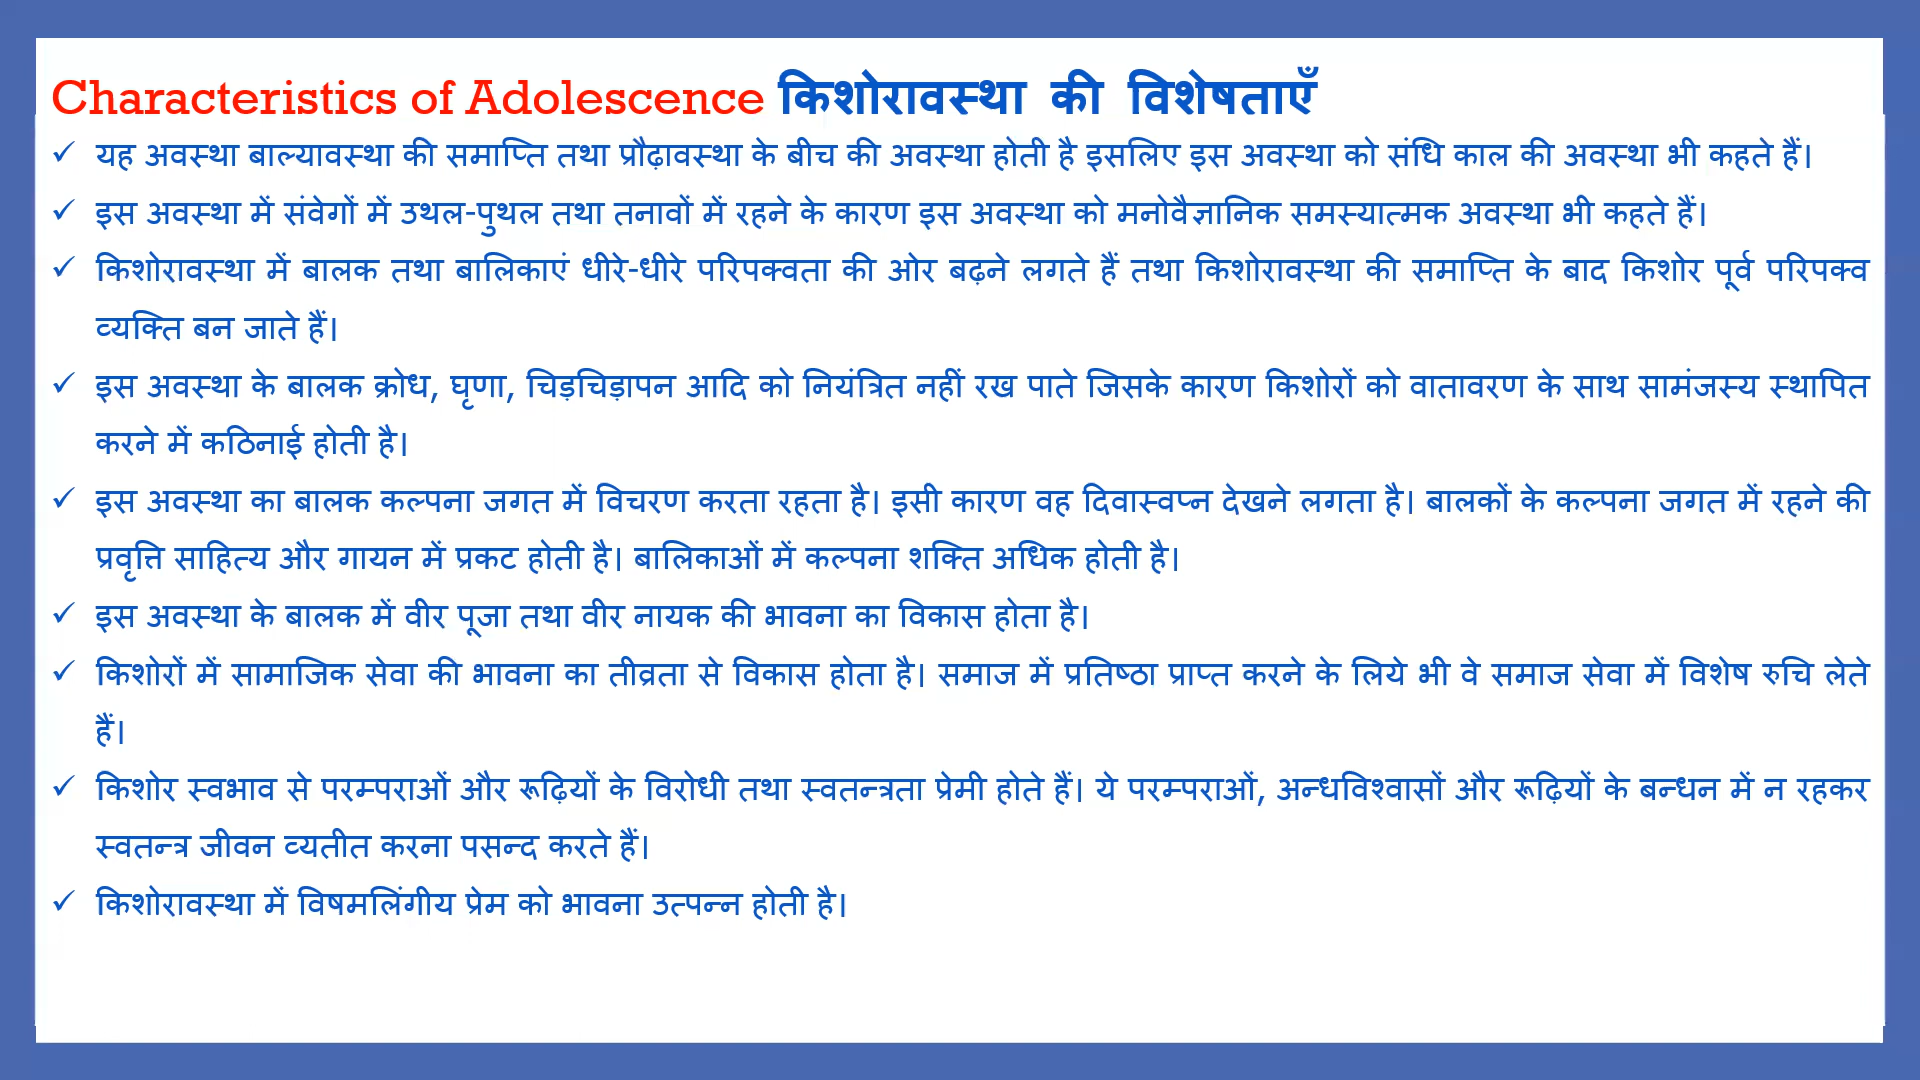 Characteristics of Adolescence किशोरावस्था की विशेषताएँ
✓ यह अवस्था बाल्यावस्था की समाप्ति तथा प्रौढ़ावस्था के बीच की अवस्था होती है इसलिए इस अवस्था को संधि काल की अवस्था भी कहते हैं।
✓ इस अवस्था में संवेगों में उथल-पुथल तथा तनावों में रहने के कारण इस अवस्था को मनोवैज्ञानिक समस्यात्मक अवस्था भी कहते हैं।
✓ किशोरावस्था में बालक तथा बालिकाएं धीरे-धीरे परिपक्वता की ओर बढ़ने लगते हैं तथा किशोरावस्था की समाप्ति के बाद किशोर पूर्व परिपक्व
व्यक्ति बन जाते हैं।
✓ इस अवस्था के बालक क्रोध, घृणा, चिड़चिड़ापन आदि को नियंत्रित नहीं रख पाते जिसके कारण किशोरों को वातावरण के साथ सामंजस्य स्थापित
करने में कठिनाई होती है।
✓ इस अवस्था का बालक कल्पना जगत में विचरण करता रहता है। इसी कारण वह दिवास्वप्न देखने लगता है। बालकों के कल्पना जगत में रहने की
प्रवृत्ति साहित्य और गायन में प्रकट होती है। बालिकाओं में कल्पना शक्ति अधिक होती है।
✓ इस अवस्था के बालक में वीर पूजा तथा वीर नायक की भावना का विकास होता है।
✓ किशोरों में सामाजिक सेवा की भावना का तीव्रता से विकास होता है। समाज में प्रतिष्ठा प्राप्त करने के लिये भी वे समाज सेवा में विशेष रुचि लेते
हैं।
✓ किशोर स्वभाव से परम्पराओं और रूढ़ियों के विरोधी तथा स्वतन्त्रता प्रेमी होते हैं। ये परम्पराओं, अन्धविश्वासों और रूढ़ियों के बन्धन में न रहकर
स्वतन्त्र जीवन व्यतीत करना पसन्द करते हैं।
✓ किशोरावस्था में विषमलिंगीय प्रेम को भावना उत्पन्न होती है।